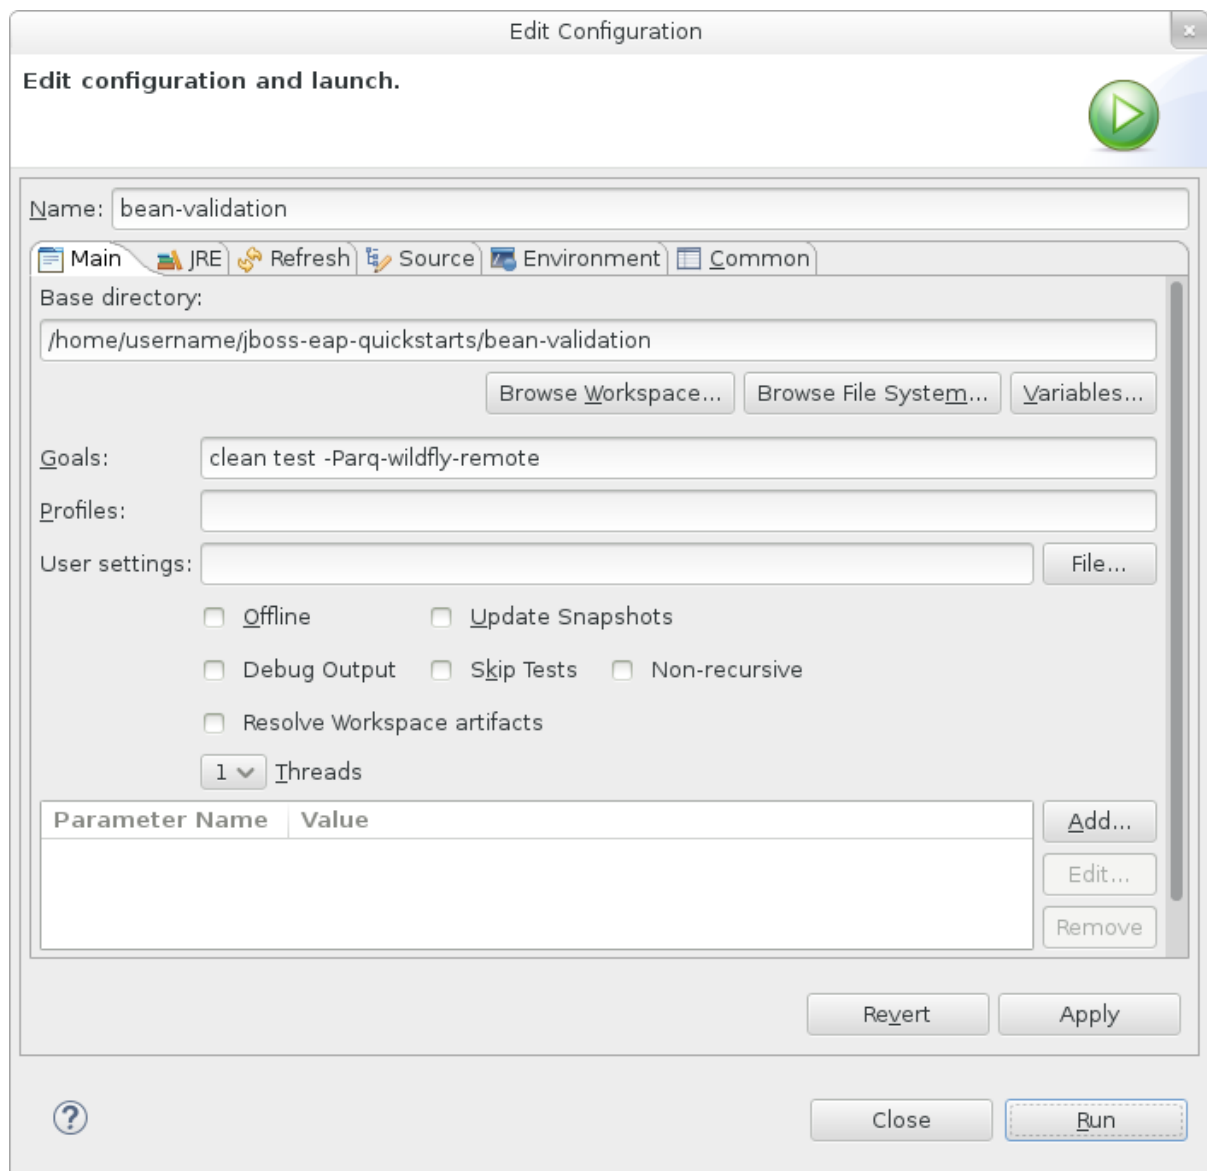 Edit Configuration
Edit configuration and launch.
Name: bean-validation
Main JRE Refresh Source Environment Common
Base directory:
/home/username/jboss-eap-quickstarts/bean-validation
Browse Workspace... Browse File System... Variables...
Goals: clean test -Parq-wildfly-remote
Profiles:
User settings: File...
Offline Update Snapshots
Debug Output Skip Tests Non-recursive
Resolve Workspace artifacts
1 Threads
Parameter Name Value Add...
Edit...
Remove
Revert Apply
? Close Run